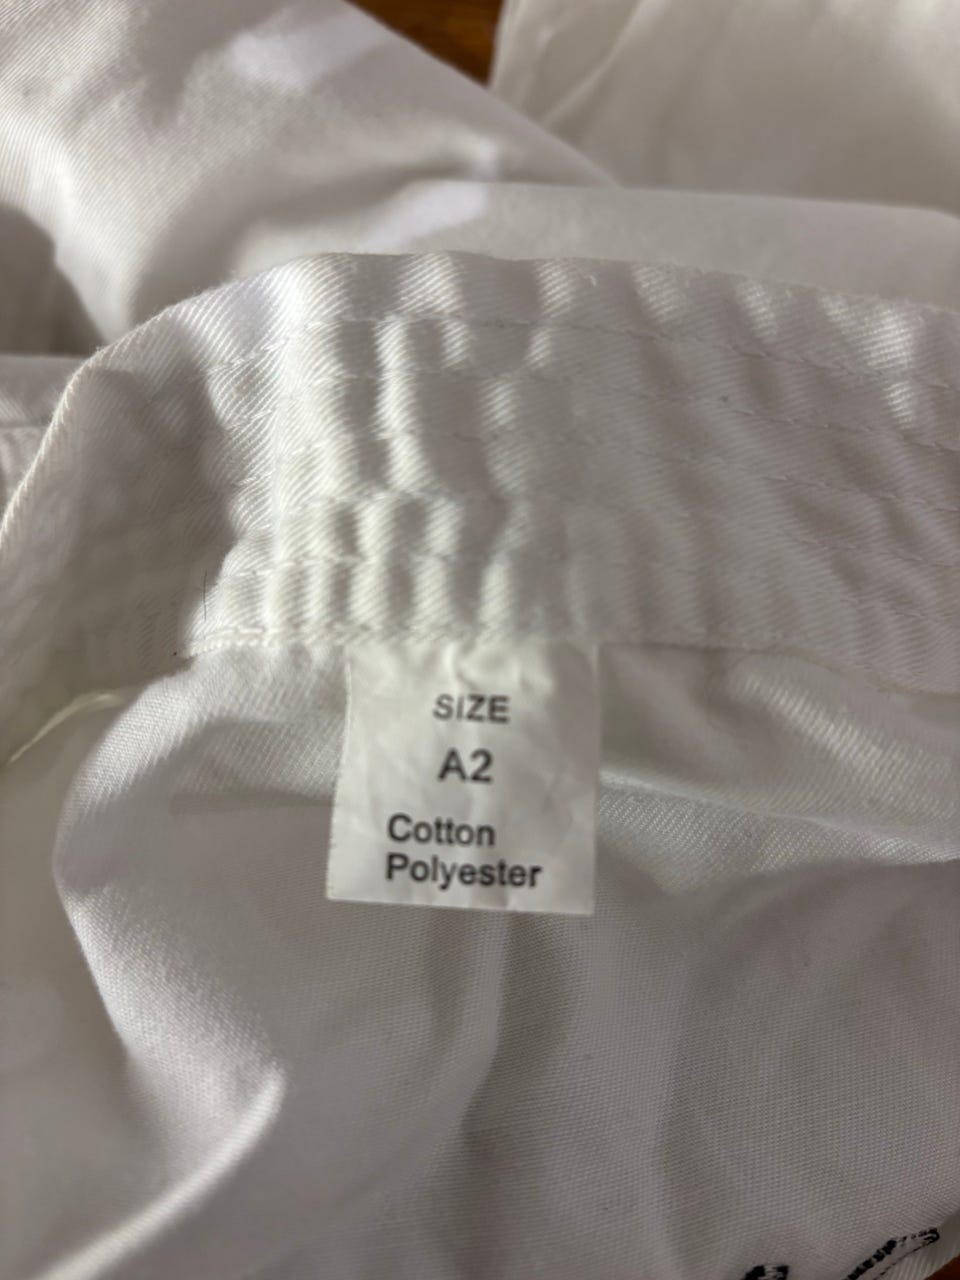 SIZE
A2
Cotton
Polyester